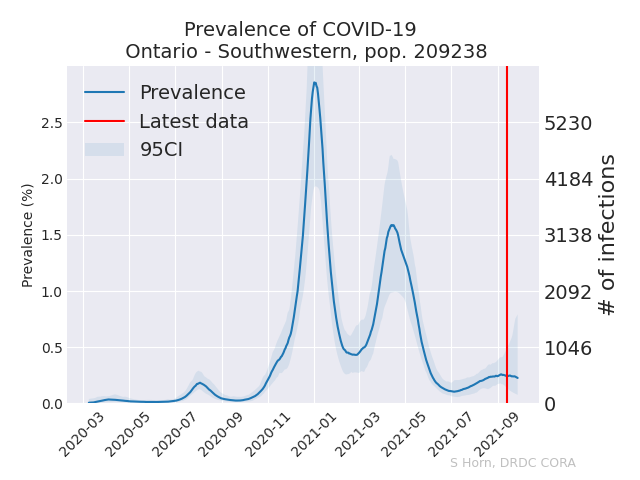 Prevalence of COVID-19
Ontario - Southwestern, pop. 209238
Prevalence
Latest data
95CI
Prevalence (%)
2.5
2.0
1.5
1.0
0.5
0.0
5230
4184
3138
2092
1046
0
# of infections
2020-03
2020-05
2020-07
2020-09
2020-11
2021-01
2021-03
2021-05
2021-07
2021-09
S Horn, DRDC CORA